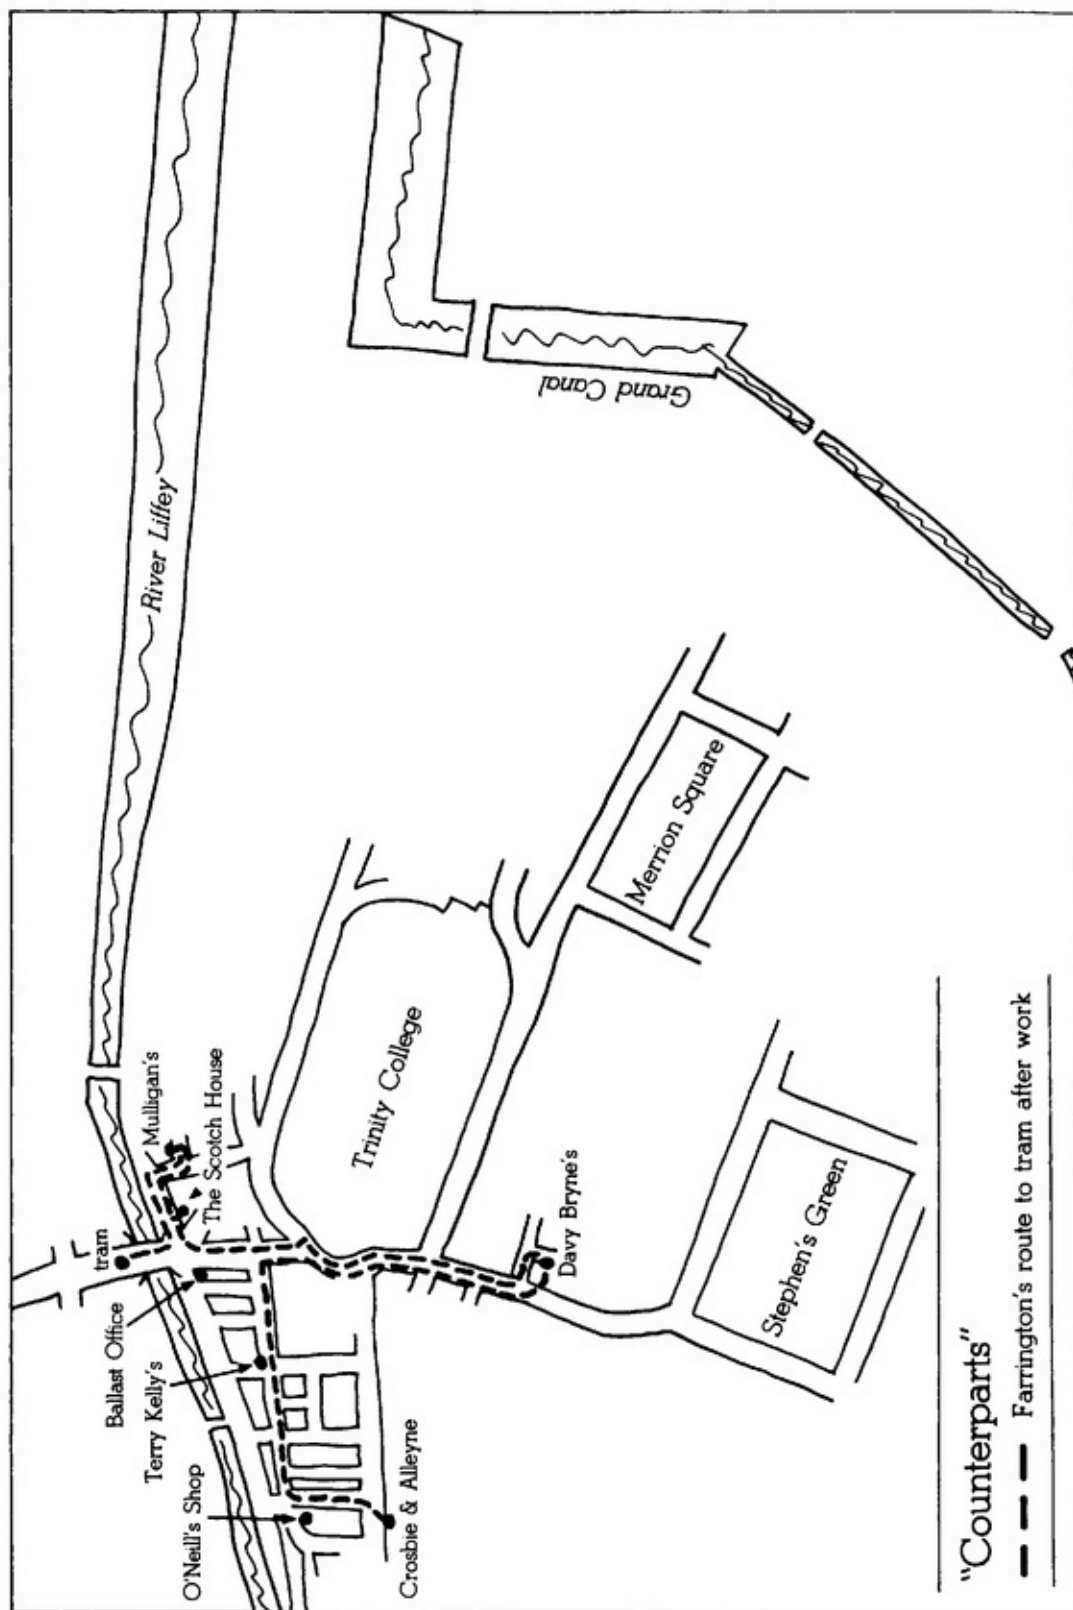 River Liffey
Grand Canal
Mulligan's
The Scotch House
tram
Ballast Office
Terry Kelly's
O'Neill's Shop
Crosbie & Alleyne
Trinity College
Merrion Square
Davy Bryne's
Stephen's Green
"Counterparts"
Farrington's route to tram after work